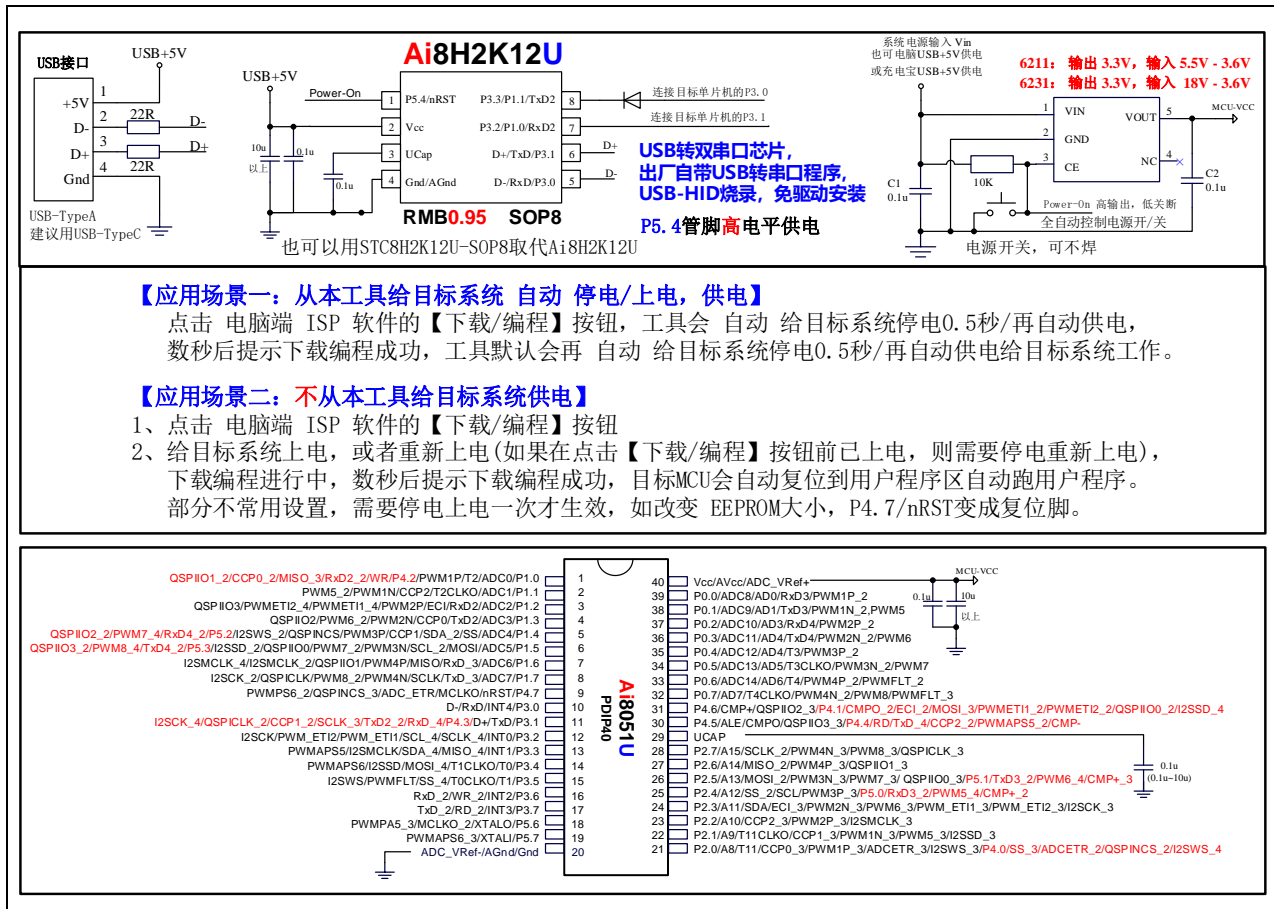 USB接口
USB+5V
+5V
1
D-
2
22R
D-
D+
3
22R
D+
Gnd
4
USB-TypeA
建议用USB-TypeC
Ai8H2K12U
USB+5V
Power-On
1
P5.4/nRST
P3.3/P1.1/TxD2
8
连接目标单片机的P3.0
2
Vcc
P3.2/P1.0/RxD2
7
连接目标单片机的P3.1
3
UCap
D+/TxD/P3.1
6
D+
4
Gnd/AGnd
D-/RxD/P3.0
5
D-
10u
以上
0.1u
0.1u
RMB0.95 SOP8
也可以用STC8H2K12U-SOP8取代Ai8H2K12U
USB转双串口芯片，
出厂自带USB转串口程序，
USB-HID烧录，免驱动安装
P5.4管脚高电平供电
系统电源输入 Vin
也可电脑USB+5V供电
或充电宝USB+5V供电
6211： 输出 3.3V，输入 5.5V - 3.6V
6231： 输出 3.3V，输入 18V - 3.6V
1
VIN
VOUT
5
MCU-VCC
2
GND
3
CE
NC
4
10K
C1
0.1u
C2
0.1u
Power-On 高输出，低关断
全自动控制电源开/关
电源开关，可不焊
【应用场景一：从本工具给目标系统 自动 停电/上电，供电】
点击 电脑端 ISP 软件的【下载/编程】按钮，工具会 自动 给目标系统停电0.5秒/再自动供电，
数秒后提示下载编程成功，工具默认会再 自动 给目标系统停电0.5秒/再自动供电给目标系统工作。
【应用场景二：不从本工具给目标系统供电】
1、点击 电脑端 ISP 软件的【下载/编程】按钮
2、给目标系统上电，或者重新上电(如果在点击【下载/编程】按钮前已上电，则需要停电重新上电)，
下载编程进行中，数秒后提示下载编程成功，目标MCU会自动复位到用户程序区自动跑用户程序。
部分不常用设置，需要停电上电一次才生效，如改变 EEPROM大小，P4.7/nRST变成复位脚。
QSPIIO1_2/CCP0_2/MISO_3/RxD2_2/WR/P4.2/PWM1P/T2/ADC0/P1.0 1
PWM5_2/PWM1N/CCP2/T2CLKO/ADC1/P1.1 2
QSPIIO3/PWMETI2_4/PWMETI1_4/PWM2P/ECI/RxD2/ADC2/P1.2 3
QSPIIO2/PWM6_2/PWM2N/CCP0/TxD2/ADC3/P1.3 4
QSPIIO2_2/PWM7_4/RxD4_2/P5.2/I2SWS_2/QSPINCS/PWM3P/CCP1/SDA_2/SS/ADC4/P1.4 5
QSPIIO3_2/PWM8_4/TxD4_2/P5.3/I2SSD_2/QSPIIO0/PWM7_2/PWM3N/SCL_2/MOSI/ADC5/P1.5 6
I2SMCLK_4/I2SMCLK_2/QSPIIO1/PWM4P/MISO/RxD_3/ADC6/P1.6 7
I2SCK_2/QSPICLK/PWM8_2/PWM4N/SCLK/TxD_3/ADC7/P1.7 8
PWMPS6_2/QSPINCS_3/ADC_ETR/MCLKO/nRST/P4.7 9
D-/RxD/INT4/P3.0 10
I2SCK_4/QSPICLK_2/CCP1_2/SCLK_3/TxD2_2/RD_4/P4.3/D+/TxD/P3.1 11
I2SCK/PWM_ETI2/PWM_ETI1/SCL_4/SCLK_4/INT0/P3.2 12
PWMAPS5/I2SMCLK/SDA_4/MISO_4/INT1/P3.3 13
PWMAPS6/I2SSD/MOSI_4/T1CLKO/T0/P3.4 14
I2SWS/PWMFLT/SS_4/T0CLKO/T1/P3.5 15
RxD_2/WR_2/INT2/P3.6 16
TxD_2/RD_2/INT3/P3.7 17
PWMPA5_3/MCLKO_2/XTALO/P5.6 18
PWMAPS6_3/XTALI/P5.7 19
ADC_VRef-/AGnd/Gnd 20
Ai8051U
PDIP40
40 Vcc/AVcc/ADC_VRef+
MCU-VCC
39 P0.0/ADC8/AD0/RxD3/PWM1P_2
38 P0.1/ADC9/AD1/TxD3/PWM1N_2,PWM5
37 P0.2/ADC10/AD3/RxD4/PWM2P_2
36 P0.3/ADC11/AD4/TxD4/PWM2N_2/PWM6
35 P0.4/ADC12/AD4/T3/PWM3P_2
34 P0.5/ADC13/AD5/T3CLKO/PWM3N_2/PWM7
33 P0.6/ADC14/AD6/T4/PWM4P_2/PWMFLT_2
32 P0.7/AD7/T4CLKO/PWM4N_2/PWM8/PWMFLT_3
31 P4.6/CMP+/QSPIIO2_3/P4.1/CMPO_2/ECI_2/MOSI_3/PWMETI1_2/PWMETI2_2/QSPIIO0_2/I2SSD_4
30 P4.5/ALE/CMPO/QSPIIO3_3/P4.4/RD/TxD_4/CCP2_2/PWMAPS5_2/CMP-
29 UCAP
28 P2.7/A15/SCLK_2/PWM4N_3/PWM8_3/QSPICLK_3
27 P2.6/A14/MISO_2/PWM4P_3/QSPIIO1_3
26 P2.5/A13/MOSI_2/PWM3N_3/PWM7_3/ QSPIIO0_3/P5.1/TxD3_2/PWM6_4/CMP+_3
25 P2.4/A12/SS_2/SCL/PWM3P_3/P5.0/RxD3_2/PWM5_4/CMP+_2
24 P2.3/A11/SDA/ECI_3/PWM2N_3/PWM6_3/PWM_ETI1_3/PWM_ETI2_3/I2SCK_3
23 P2.2/A10/CCP2_3/PWM2P_3/I2SMCLK_3
22 P2.1/A9/T11CLKO/CCP1_3/PWM1N_3/PWM5_3/I2SSD_3
21 P2.0/A8/T11/CCP0_3/PWM1P_3/ADCETR_3/I2SWS_3/P4.0/SS_3/ADCETR_2/QSPINCS_2/I2SWS_4
0.1u
10u
以上
0.1u
(0.1u~10u)